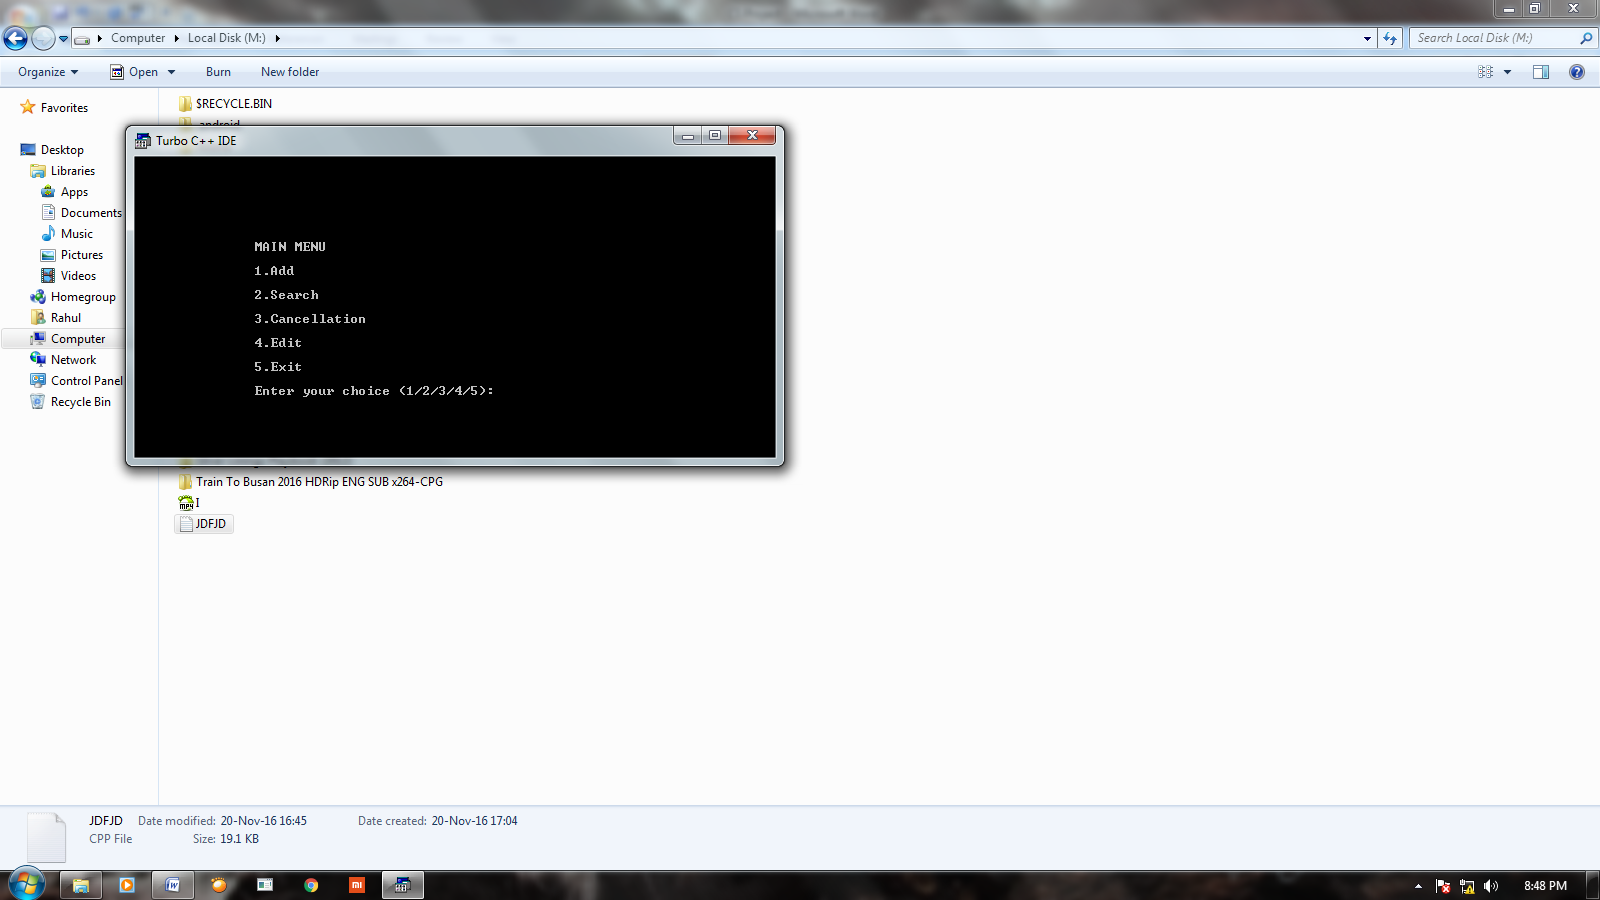 Computer Local Disk (M:)
Search Local Disk (M:)
Organize Open Burn New folder
Favorites
Desktop
Libraries
Apps
Documents
Music
Pictures
Videos
Homegroup
Rahul
Computer
Network
Control Panel
Recycle Bin
$RECYCLE.BIN
android
Turbo C++ IDE
MAIN MENU
1.Add
2.Search
3.Cancellation
4.Edit
5.Exit
Enter your choice (1/2/3/4/5):
Train To Busan 2016 HDRip ENG SUB x264-CPG
I
JDFJD
JDFJD Date modified: 20-Nov-16 16:45 Date created: 20-Nov-16 17:04
CPP File Size: 19.1 KB
8:48 PM